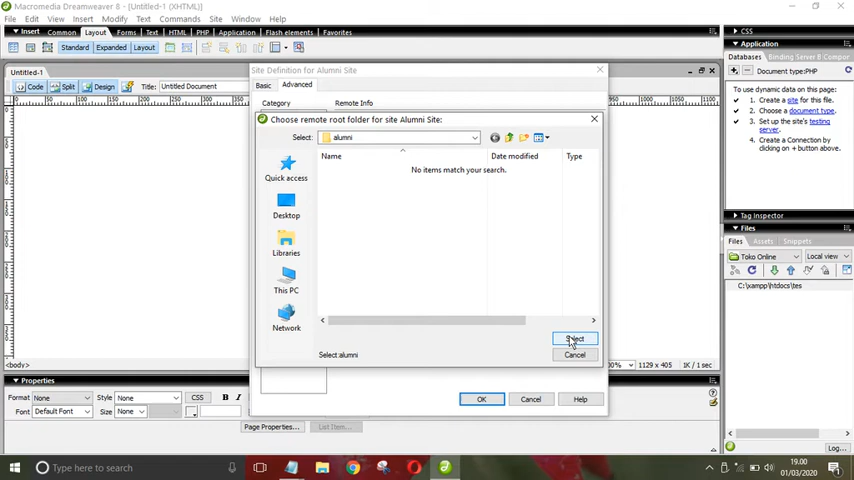 Macromedia Dreamweaver 8 - [Untitled-1 (XHTML)]
File Edit View Insert Modify Text Commands Site Window Help
Insert Common Layout Forms Text HTML PHP Application Flash elements Favorites
Standard Expanded Layout
Untitled-1
Code Split Design Title: Untitled Document
Site Definition for Alumni Site
Basic Advanced
Category Remote Info
Choose remote root folder for site Alumni Site:
Select: alumni
Name Date modified Type
No items match your search.
Quick access
Desktop
Libraries
This PC
Network
Select
Select:alumni Cancel
OK Cancel Help
<body> 1129 x 405 1K / 1 sec
Properties
Format None Style None CSS B I
Font Default Font Size None
Page Properties... List Item...
CSS
Application
Databases Binding Server B Compor
Document type:PHP
To use dynamic data on this page:
1. Create a site for this file.
2. Choose a document type.
3. Set up the site's testing
server.
4. Create a Connection by
clicking on + button above.
Tag Inspector
Files
Files Assets Snippets
Toko Online Local view
C:\xampp\htdocs\tes
Log...
Type here to search
19.00
01/03/2020